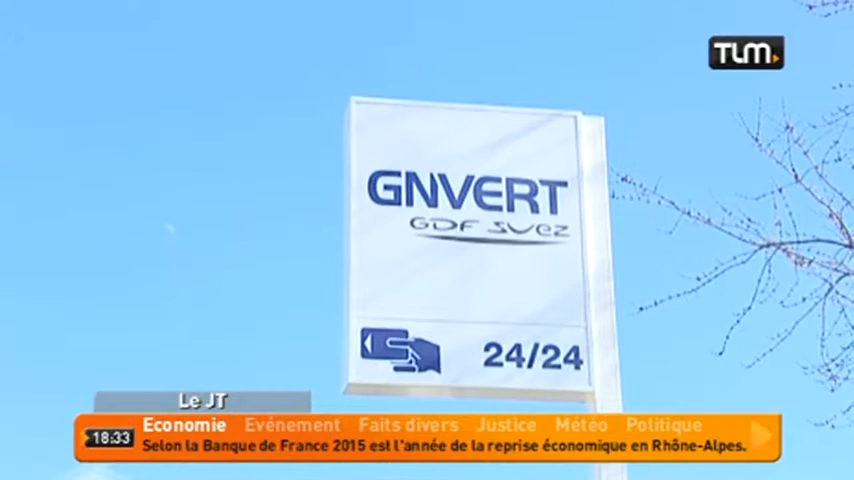 TLM
GNVERT
GDF SUEZ
24/24
Le JT
18:33
Economie Evénement Faits divers Justice Météo Politique
Selon la Banque de France 2015 est l'année de la reprise économique en Rhône-Alpes.